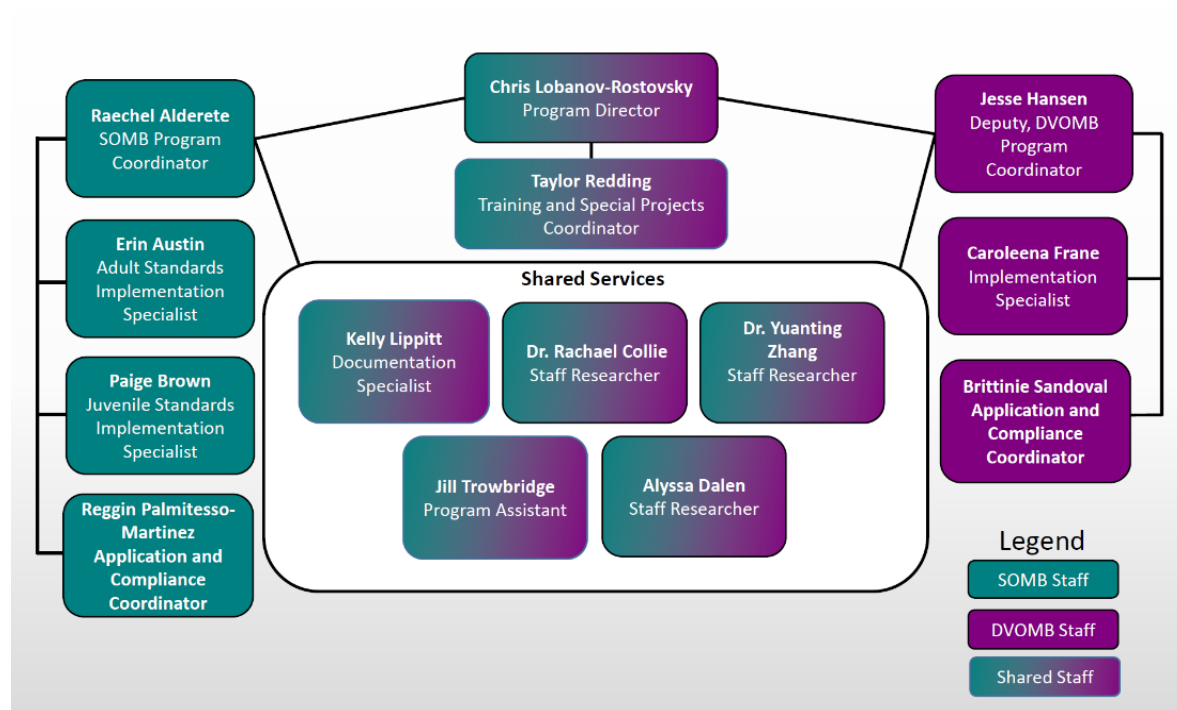 Chris Lobanov-Rostovsky
Program Director
Raechel Alderete
SOMB Program
Coordinator
Jesse Hansen
Deputy, DVOMB
Program
Coordinator
Taylor Redding
Training and Special Projects
Coordinator
Erin Austin
Adult Standards
Implementation
Specialist
Caroleena Frane
Implementation
Specialist
Shared Services
Kelly Lippitt
Documentation
Specialist
Dr. Rachael Collie
Staff Researcher
Dr. Yuanting
Zhang
Staff Researcher
Paige Brown
Juvenile Standards
Implementation
Specialist
Brittinie Sandoval
Application and
Compliance
Coordinator
Jill Trowbridge
Program Assistant
Alyssa Dalen
Staff Researcher
Reggin Palmitesso-
Martinez
Application and
Compliance
Coordinator
Legend
SOMB Staff
DVOMB Staff
Shared Staff